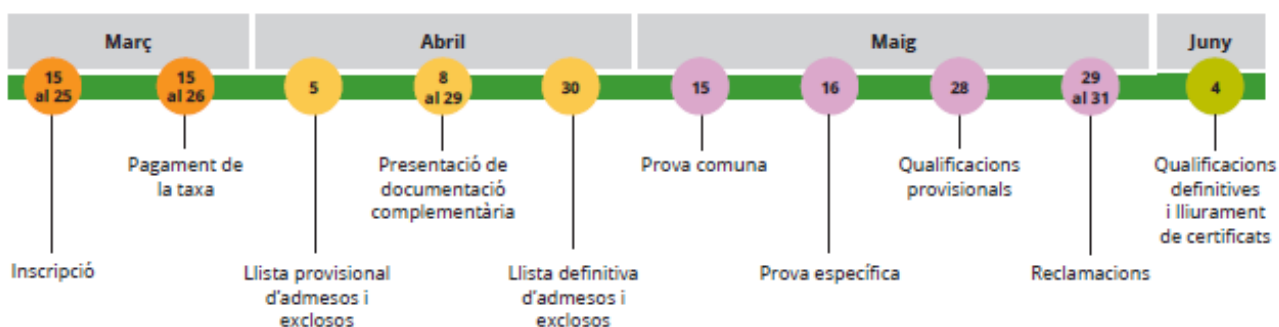 Març
Abril
Maig
Juny
15
al 25
15
al 26
5
8
al 29
30
15
16
28
29
al 31
4
Pagament de
la taxa
Presentació de
documentació
complementària
Prova comuna
Qualificacions
provisionals
Qualificacions
definitives
i lliurament
de certificats
Inscripció
Llista provisional
d'admesos i
exclosos
Llista definitiva
d'admesos i
exclosos
Prova específica
Reclamacions